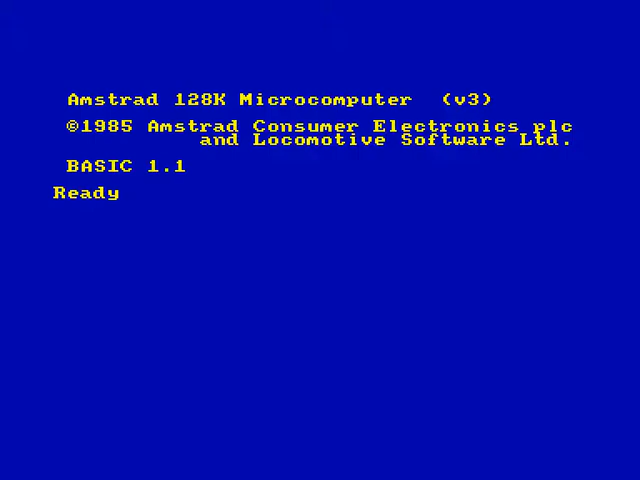 Amstrad 128K Microcomputer (v3)
©1985 Amstrad Consumer Electronics plc
and Locomotive Software Ltd.
BASIC 1.1
Ready